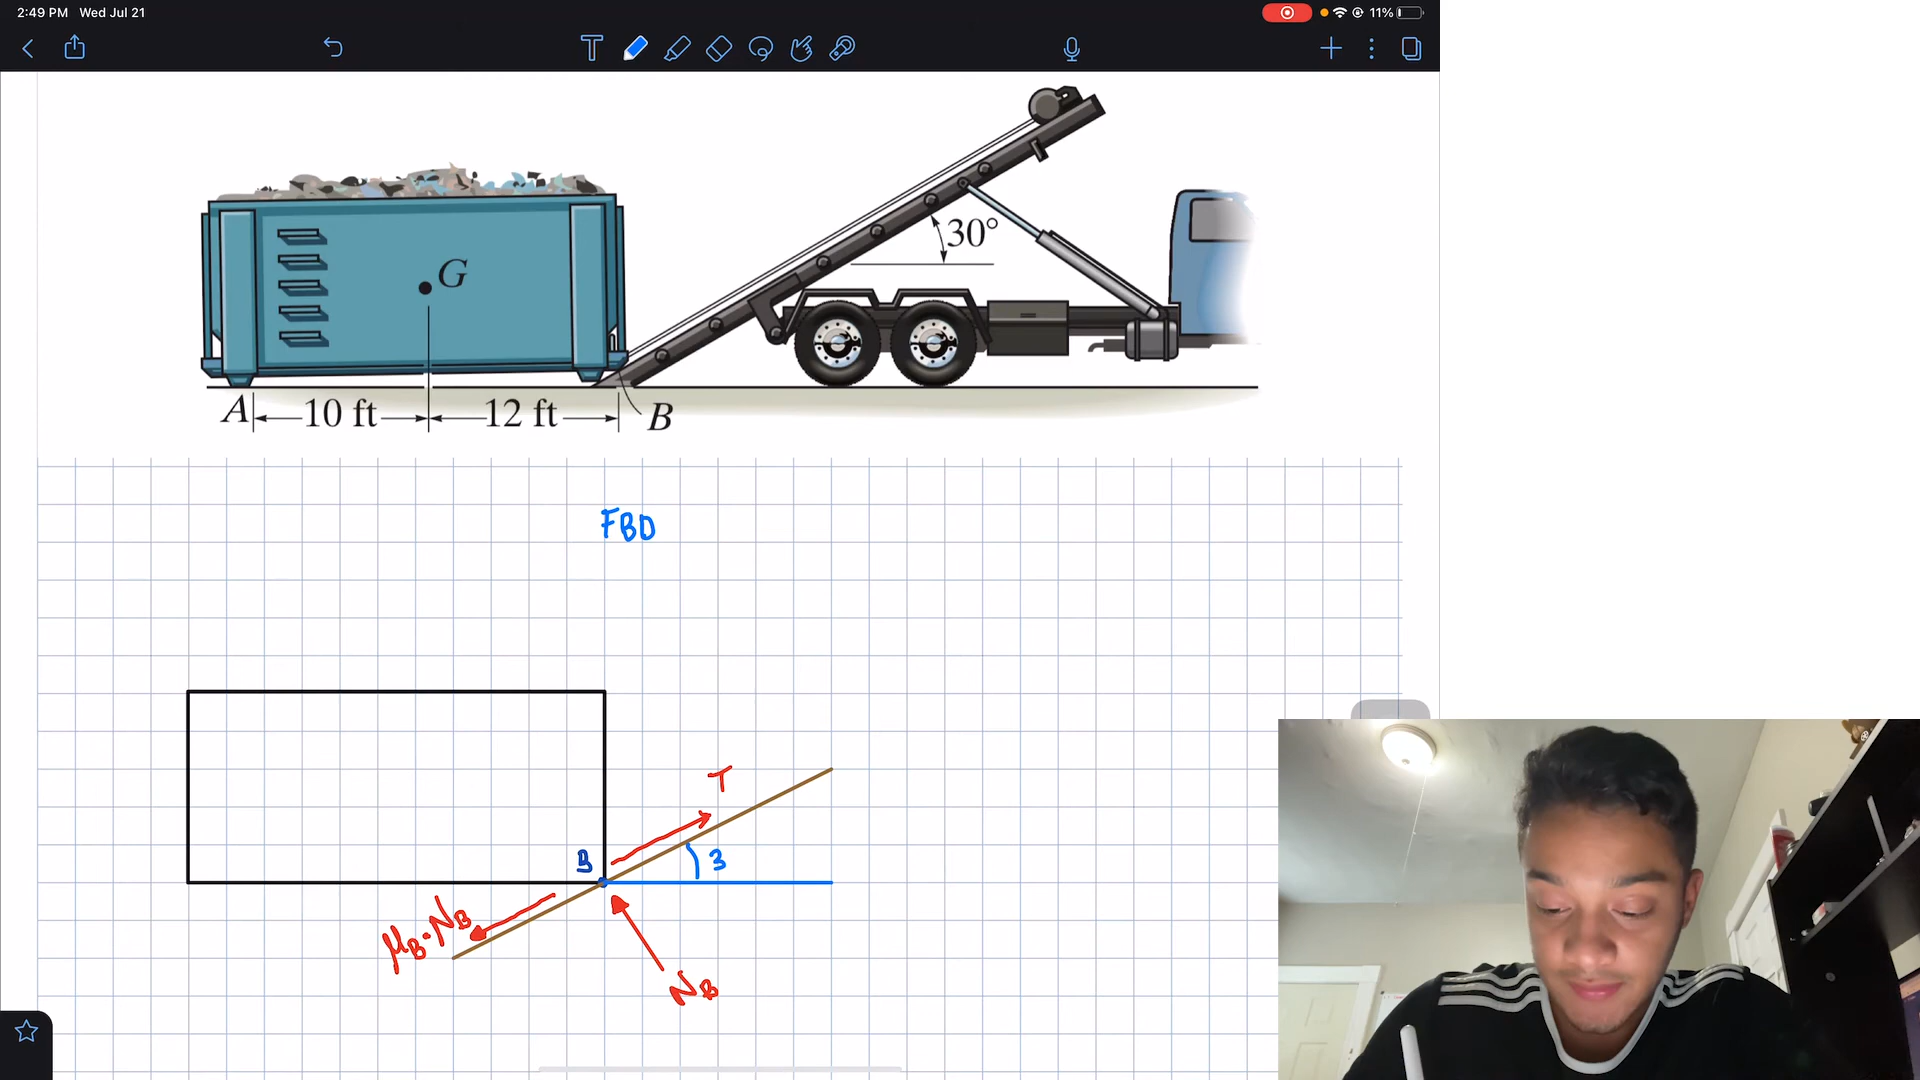 2:49 PM Wed Jul 21
11%
T
G
30°
A
10 ft
12 ft
B
FBD
T
B
3
μB·NB
NB